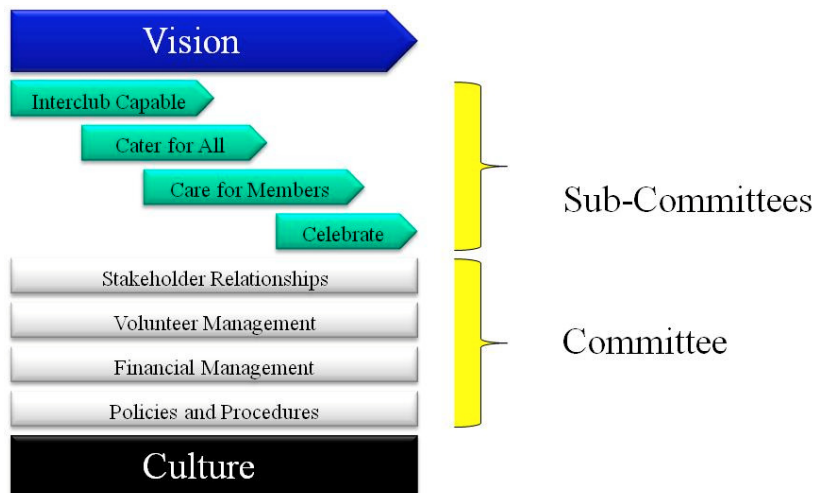 Vision
Interclub Capable
Cater for All
Care for Members
Celebrate
Sub-Committees
Stakeholder Relationships
Volunteer Management
Financial Management
Policies and Procedures
Committee
Culture